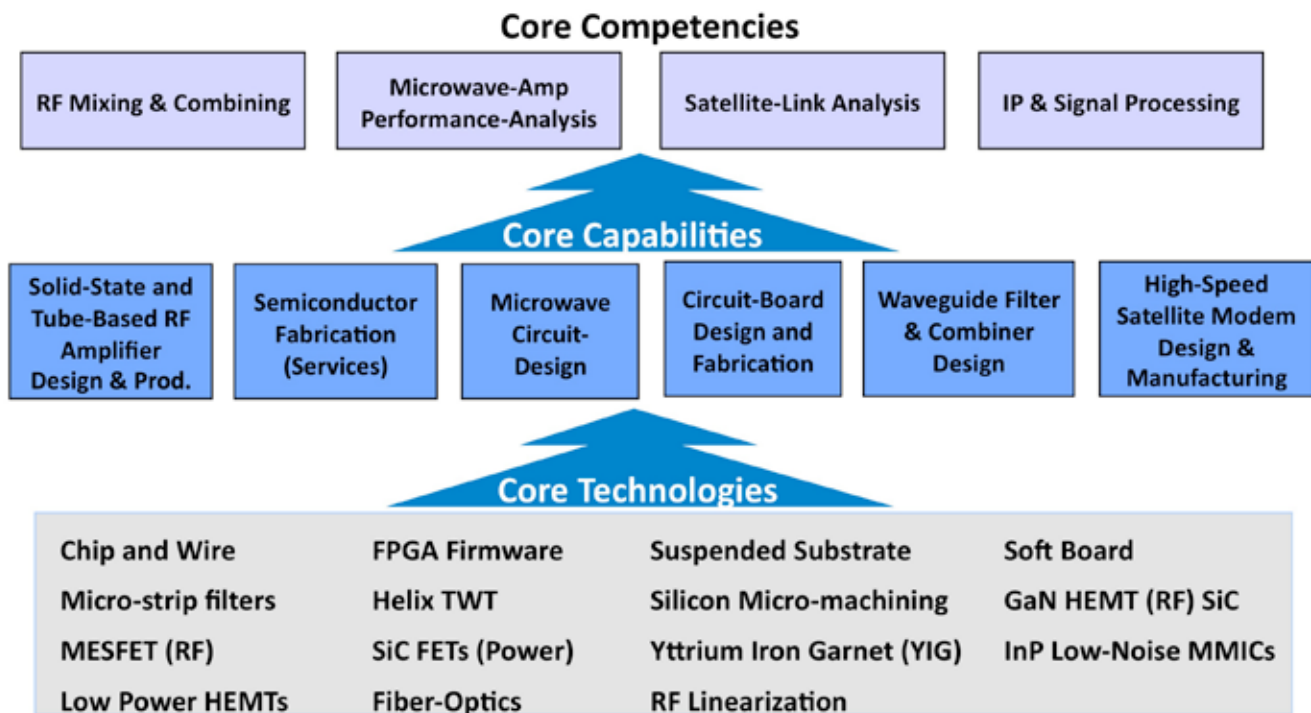 Core Competencies
RF Mixing & Combining
Microwave-Amp
Performance-Analysis
Satellite-Link Analysis
IP & Signal Processing
Core Capabilities
Solid-State and
Tube-Based RF
Amplifier
Design & Prod.
Semiconductor
Fabrication
(Services)
Microwave
Circuit-
Design
Circuit-Board
Design and
Fabrication
Waveguide Filter
& Combiner
Design
High-Speed
Satellite Modem
Design &
Manufacturing
Core Technologies
Chip and Wire
FPGA Firmware
Suspended Substrate
Soft Board
Micro-strip filters
Helix TWT
Silicon Micro-machining
GaN HEMT (RF) SiC
MESFET (RF)
SiC FETs (Power)
Yttrium Iron Garnet (YIG)
InP Low-Noise MMICs
Low Power HEMTs
Fiber-Optics
RF Linearization